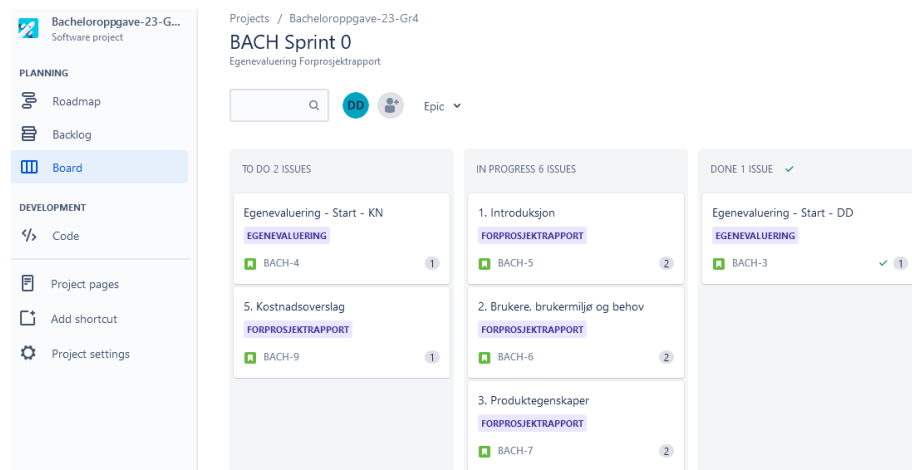 Bacheloroppgave-23-G...
Software project
PLANNING
Roadmap
Backlog
Board
DEVELOPMENT
Code
Project pages
Add shortcut
Project settings
Projects / Bacheloroppgave-23-Gr4
BACH Sprint 0
Egenevaluering Forprosjektrapport
DD
Epic
TO DO 2 ISSUES
Egenevaluering - Start - KN
EGENEVALUERING
BACH-4
1
5. Kostnadsoverslag
FORPROSJEKTRAPPORT
BACH-9
1
IN PROGRESS 6 ISSUES
1. Introduksjon
FORPROSJEKTRAPPORT
BACH-5
2
2. Brukere, brukermiljø og behov
FORPROSJEKTRAPPORT
BACH-6
2
3. Produktegenskaper
FORPROSJEKTRAPPORT
BACH-7
2
DONE 1 ISSUE
Egenevaluering - Start - DD
EGENEVALUERING
BACH-3
1